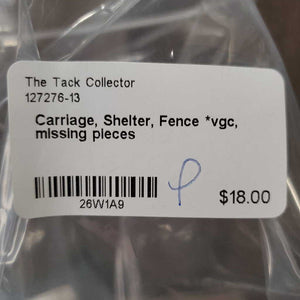 The Tack Collector
127276-13
Carriage, Shelter, Fence *vgc,
missing pieces
26W1A9
$18.00